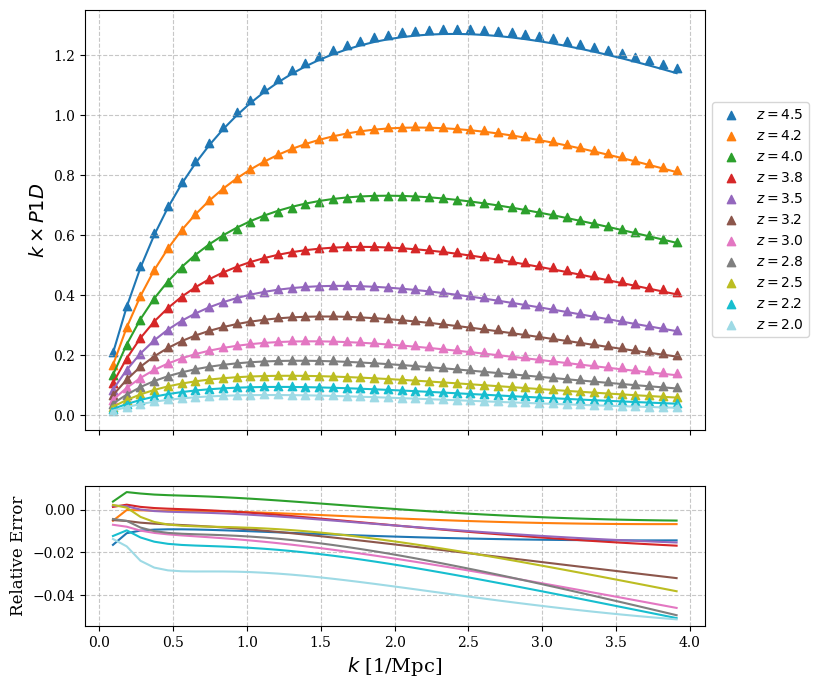 1.2
1.0
0.8
0.6
0.4
0.2
0.0
k × P1D
z = 4.5
z = 4.2
z = 4.0
z = 3.8
z = 3.5
z = 3.2
z = 3.0
z = 2.8
z = 2.5
z = 2.2
z = 2.0
0.00
−0.02
−0.04
Relative Error
0.0 0.5 1.0 1.5 2.0 2.5 3.0 3.5 4.0
k [1/Mpc]